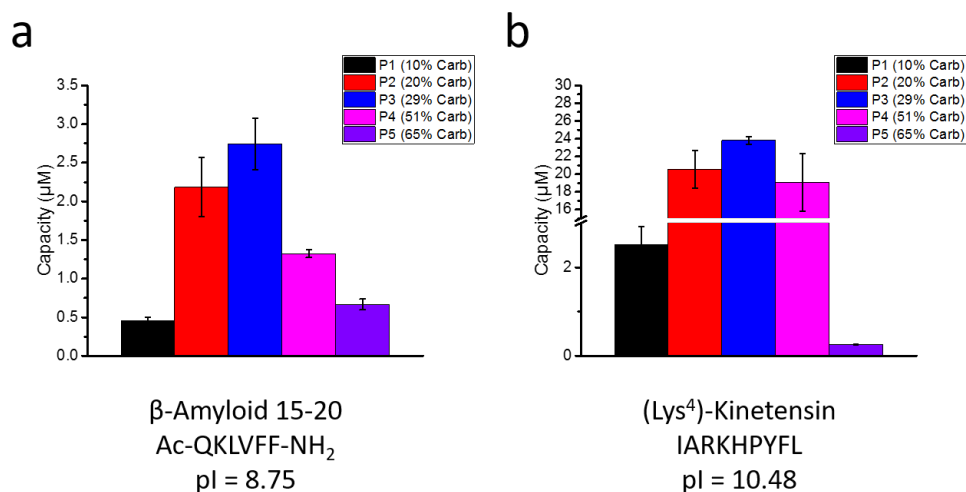 a
P1 (10% Carb)
P2 (20% Carb)
P3 (29% Carb)
P4 (51% Carb)
P5 (65% Carb)
3.5
3.0
2.5
2.0
1.5
1.0
0.5
0.0
Capacity (μM)
β-Amyloid 15-20
Ac-QKLVFF-NH₂
pI = 8.75
b
P1 (10% Carb)
P2 (20% Carb)
P3 (29% Carb)
P4 (51% Carb)
P5 (65% Carb)
30
28
26
24
22
20
18
16
2
0
Capacity (μM)
(Lys⁴)-Kinetensin
IARKHPYFL
pI = 10.48